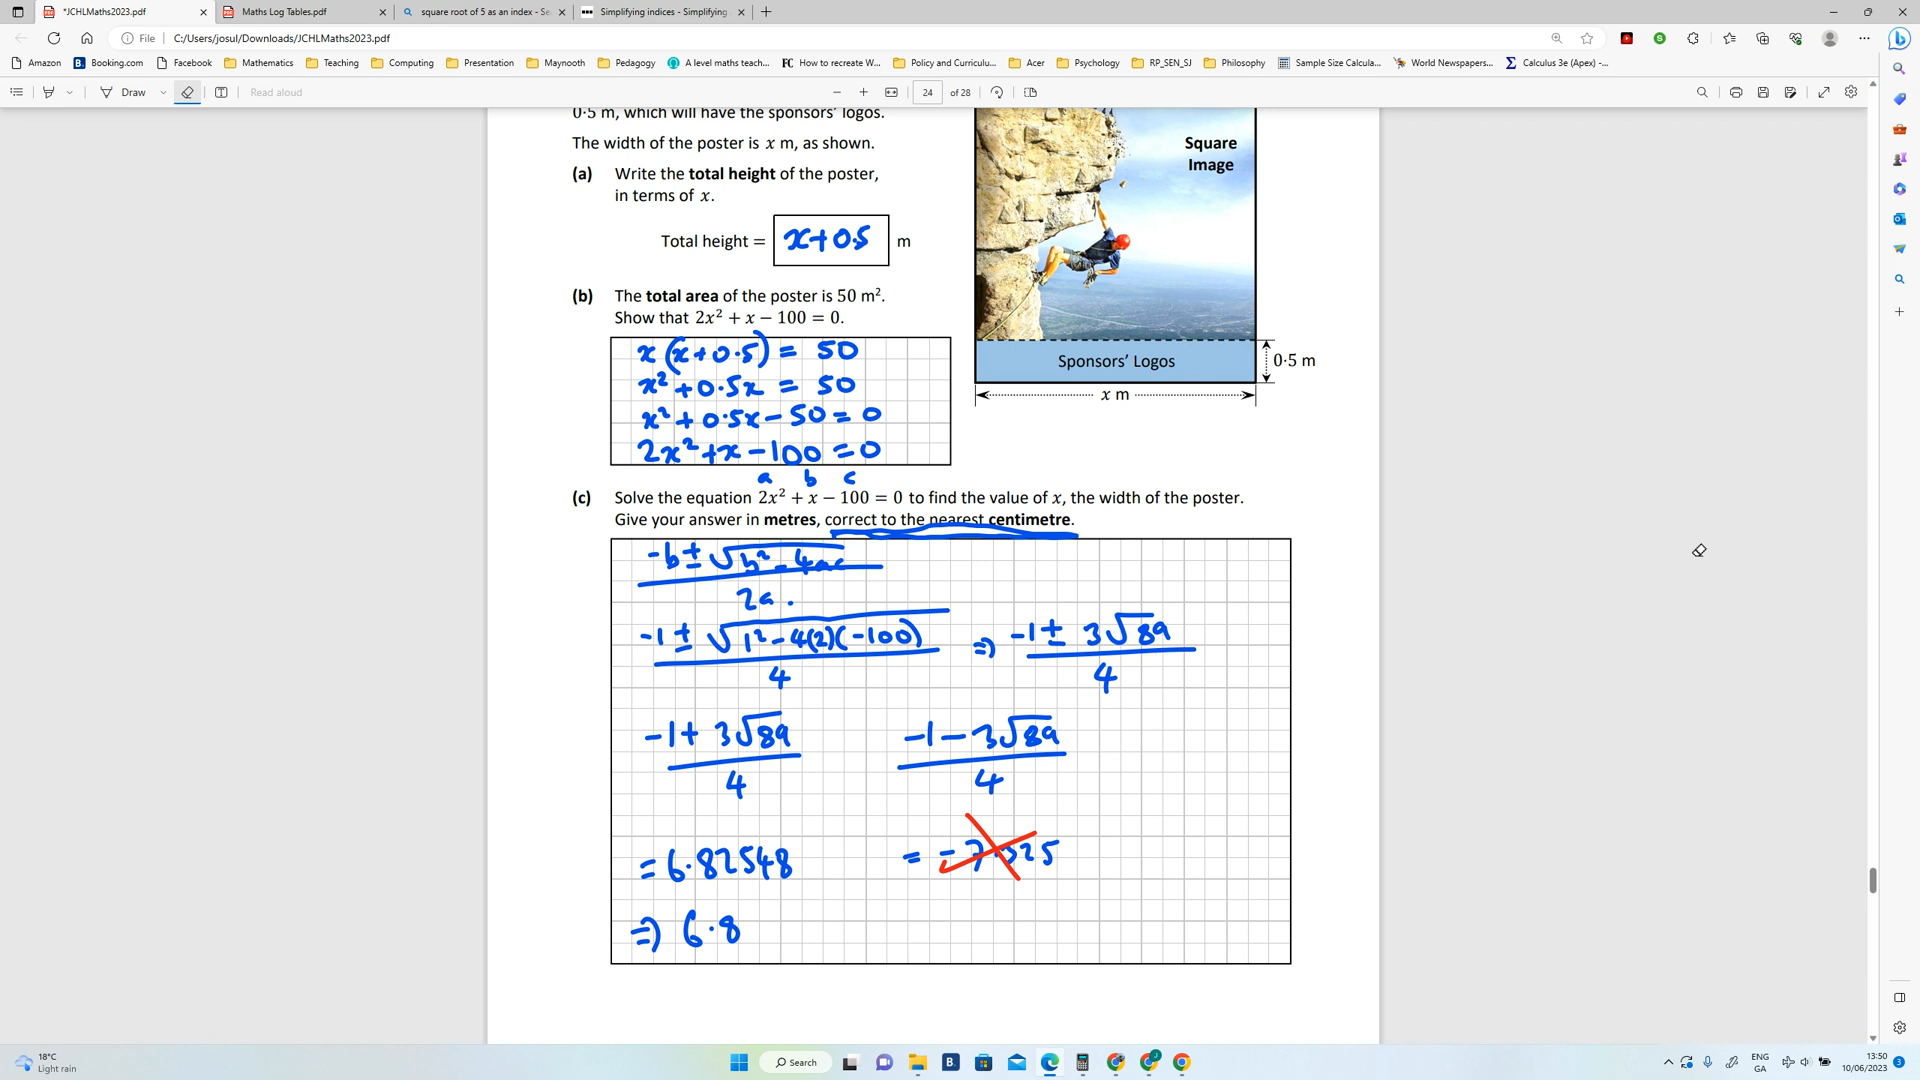 *JCHLMaths2023.pdf
Maths Log Tables.pdf
square root of 5 as an index - Se
Simplifying indices - Simplifying
File
C:/Users/josul/Downloads/JCHLMaths2023.pdf
Amazon
Booking.com
Facebook
Mathematics
Teaching
Computing
Presentation
Maynooth
Pedagogy
A level maths teach...
FC How to recreate W...
Policy and Curriculu...
Acer
Psychology
RP_SEN_SJ
Philosophy
Sample Size Calcula...
World Newspapers...
Calculus 3e (Apex) -...
Draw
Read aloud
24 of 28
0·5 m, which will have the sponsors' logos.
The width of the poster is x m, as shown.
(a) Write the total height of the poster,
in terms of x.
Total height = x+0.5 m
Square
Image
Sponsors' Logos
0·5 m
x m
(b) The total area of the poster is 50 m².
Show that 2x² + x − 100 = 0.
x(x+0.5) = 50
x² + 0.5x = 50
x² + 0.5x − 50 = 0
2x² + x − 100 = 0
a b c
(c) Solve the equation 2x² + x − 100 = 0 to find the value of x, the width of the poster.
Give your answer in metres, correct to the nearest centimetre.
-b ± √b² - 4ac
2a .
-1 ± √1² - 4(2)(-100) ⇒ -1 ± 3√89
4 4
-1 + 3√89 -1 - 3√89
4 4
= 6.82548 = -7.325
⇒ 6.8
18°C
Light rain
Search
ENG
GA
13:50
10/06/2023
3